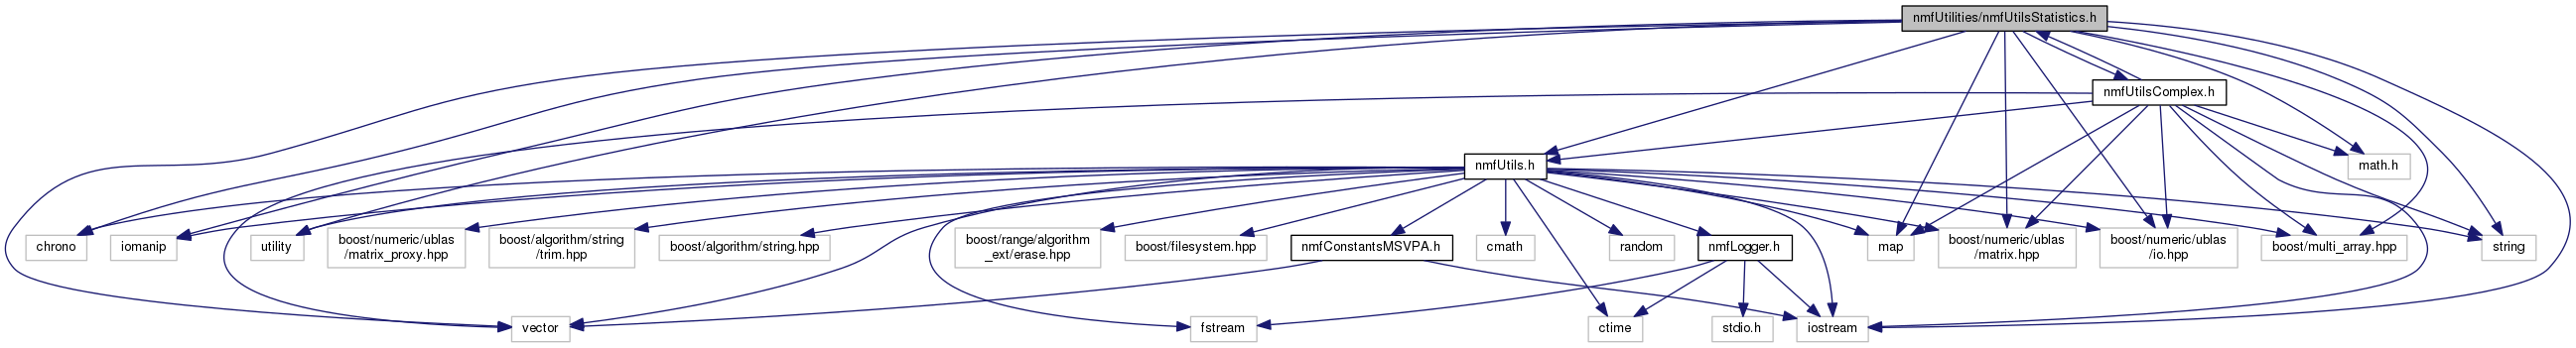 nmfUtilities/nmfUtilsStatistics.h
nmfUtilsComplex.h
nmfUtils.h
math.h
chrono
iomanip
utility
boost/numeric/ublas
/matrix_proxy.hpp
boost/algorithm/string
/trim.hpp
boost/algorithm/string.hpp
boost/range/algorithm
_ext/erase.hpp
boost/filesystem.hpp
nmfConstantsMSVPA.h
cmath
random
nmfLogger.h
map
boost/numeric/ublas
/matrix.hpp
boost/numeric/ublas
/io.hpp
boost/multi_array.hpp
string
vector
fstream
ctime
stdio.h
iostream